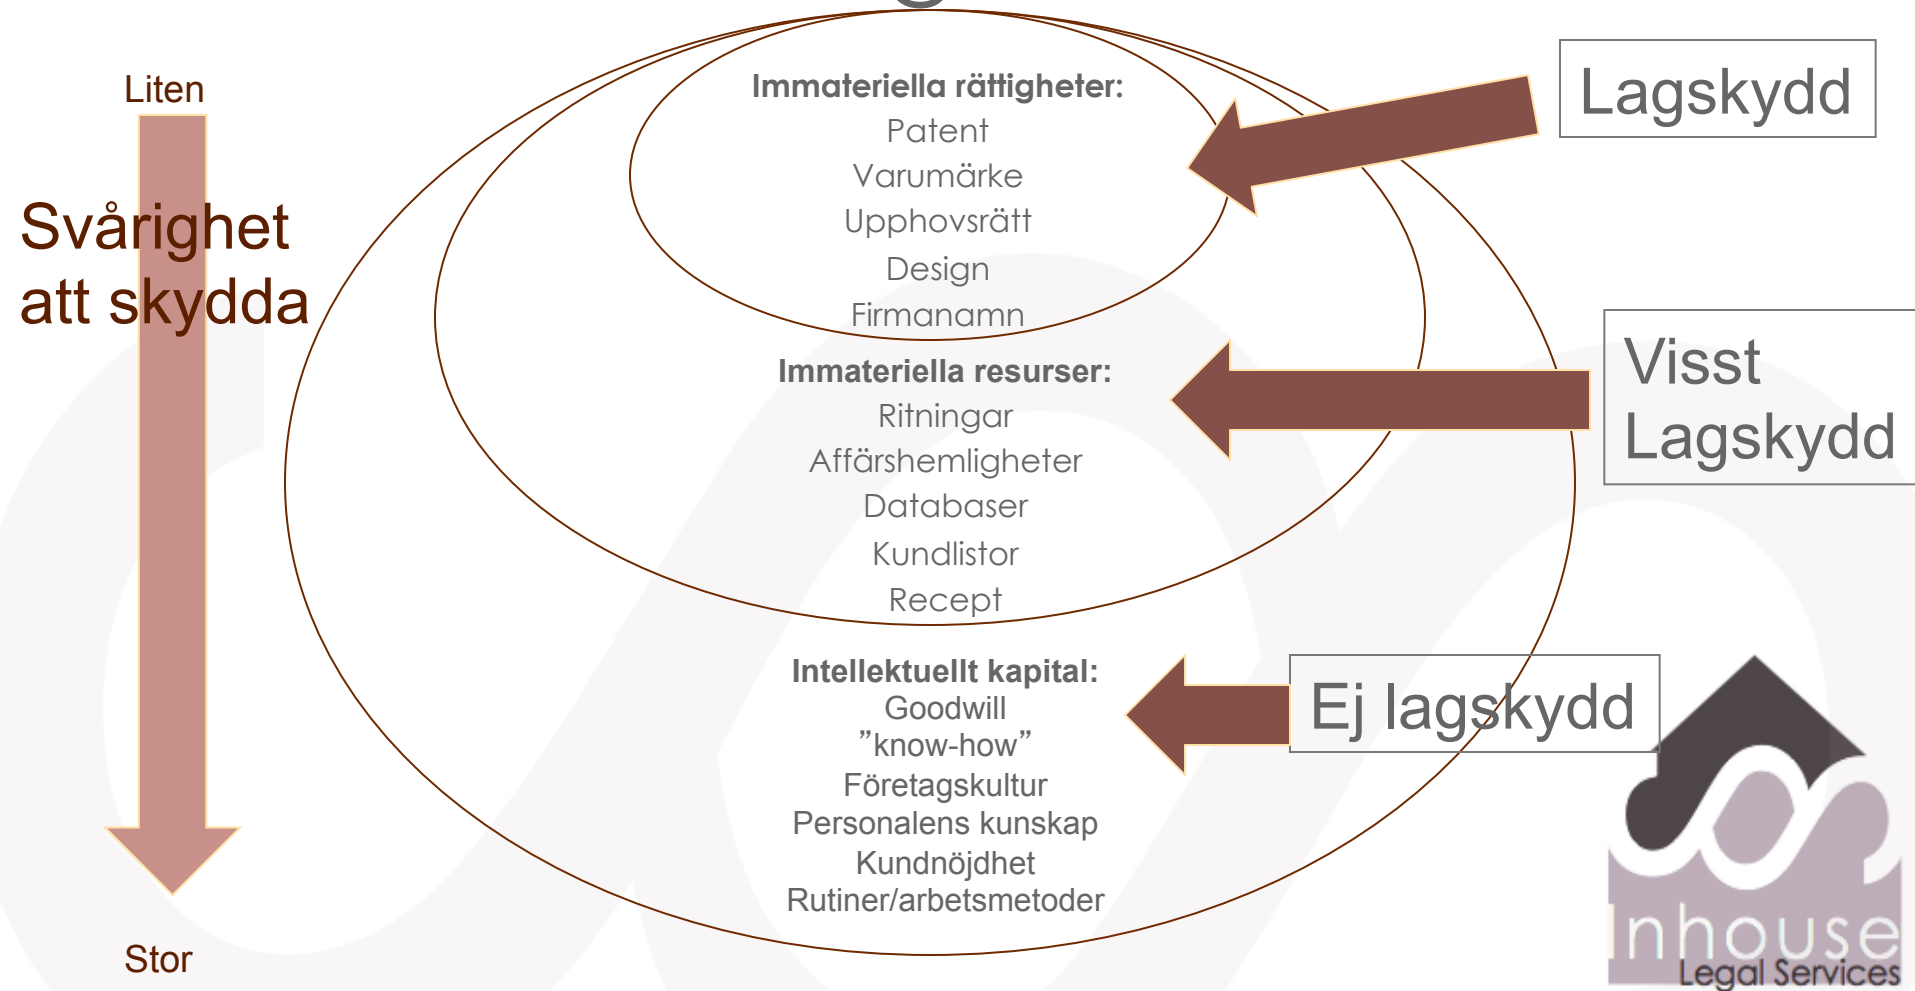 Liten
Svårighet
att skydda
Stor
Immateriella rättigheter:
Patent
Varumärke
Upphovsrätt
Design
Firmanamn
Immateriella resurser:
Ritningar
Affärshemligheter
Databaser
Kundlistor
Recept
Intellektuellt kapital:
Goodwill
”know-how”
Företagskultur
Personalens kunskap
Kundnöjdhet
Rutiner/arbetsmetoder
Lagskydd
Visst
Lagskydd
Ej lagskydd
Inhouse
Legal Services